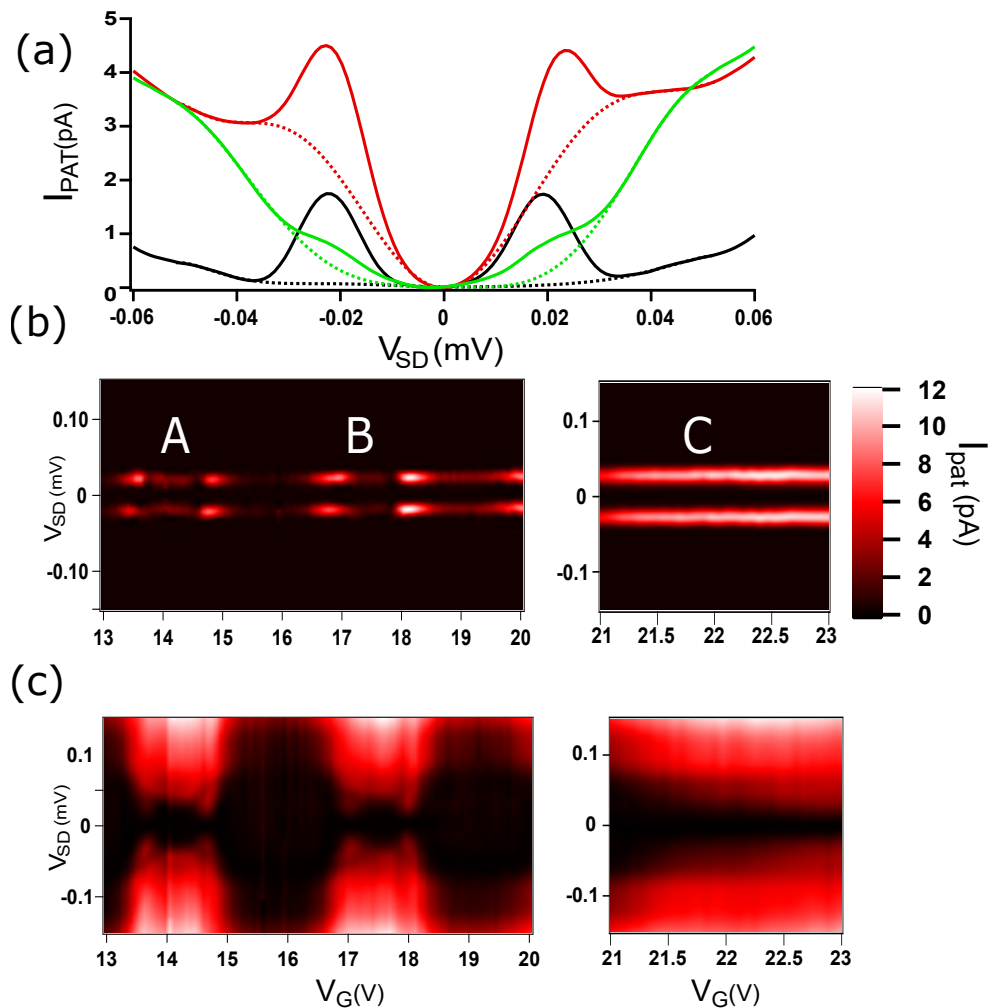 (a)
5
4
3
2
1
0
I_PAT(pA)
-0.06 -0.04 -0.02 0 0.02 0.04 0.06
V_SD (mV)
(b)
A B C
0.10
0
-0.10
V_SD (mV)
13 14 15 16 17 18 19 20
0.1
0
-0.1
21 21.5 22 22.5 23
12
10
8
6
4
2
0
I_pat (pA)
(c)
0.1
0
-0.1
V_SD (mV)
13 14 15 16 17 18 19 20
V_G(V)
0.1
0
-0.1
21 21.5 22 22.5 23
V_G(V)